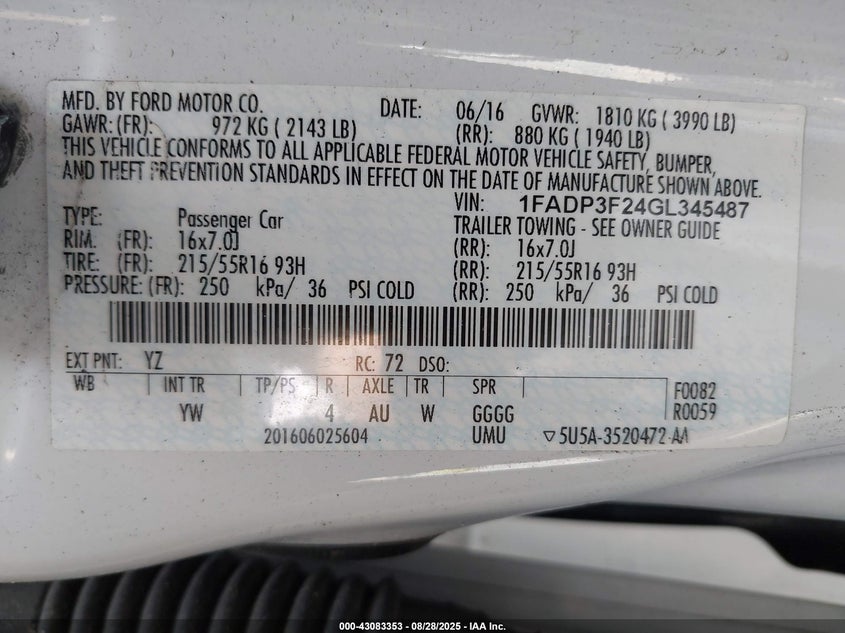 MFD. BY FORD MOTOR CO. DATE: 06/16 GVWR: 1810 KG ( 3990 LB)
GAWR: (FR): 972 KG ( 2143 LB) (RR): 880 KG ( 1940 LB)
THIS VEHICLE CONFORMS TO ALL APPLICABLE FEDERAL MOTOR VEHICLE SAFETY, BUMPER,
AND THEFT PREVENTION STANDARDS IN EFFECT ON THE DATE OF MANUFACTURE SHOWN ABOVE.
VIN: 1FADP3F24GL345487
TYPE: Passenger Car TRAILER TOWING - SEE OWNER GUIDE
RIM. (FR): 16x7.0J (RR): 16x7.0J
TIRE: (FR): 215/55R16 93H (RR): 215/55R16 93H
PRESSURE: (FR): 250 kPa/ 36 PSI COLD (RR): 250 kPa/ 36 PSI COLD
EXT PNT: YZ RC: 72 DSO:
WB INT TR TP/PS R AXLE TR SPR F0082
YW 4 AU W GGGG R0059
201606025604 UMU ▽ 5U5A-3520472-AA
000-43083353 - 08/28/2025 - IAA Inc.